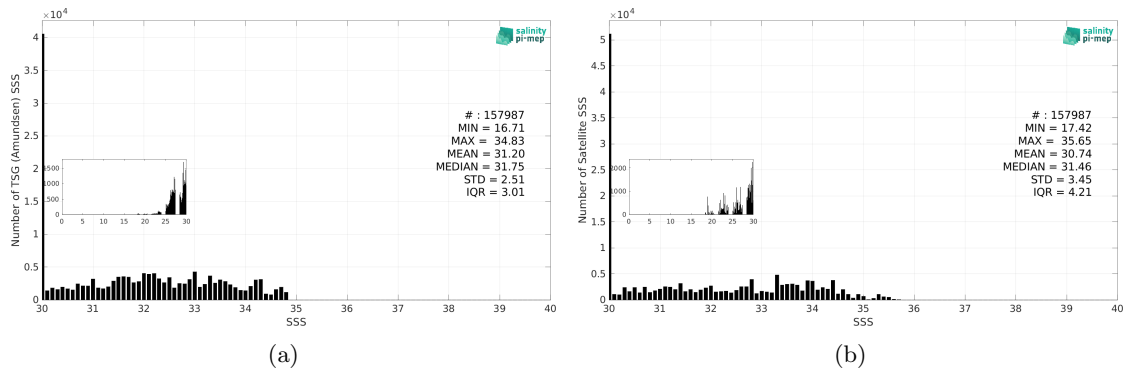 ×10⁴
salinity
pi-mep
# : 157987
MIN = 16.71
MAX = 34.83
MEAN = 31.20
MEDIAN = 31.75
STD = 2.51
IQR = 3.01
Number of TSG (Amundsen) SSS
4
3.5
3
2.5
2
1.5
1
0.5
0
1500
1000
500
0
0 5 10 15 20 25 30
30 31 32 33 34 35 36 37 38 39 40
SSS
(a)
×10⁴
salinity
pi-mep
# : 157987
MIN = 17.42
MAX = 35.65
MEAN = 30.74
MEDIAN = 31.46
STD = 3.45
IQR = 4.21
Number of Satellite SSS
5
4.5
4
3.5
3
2.5
2
1.5
1
0.5
0
2000
1000
0
0 5 10 15 20 25 30
30 31 32 33 34 35 36 37 38 39 40
SSS
(b)